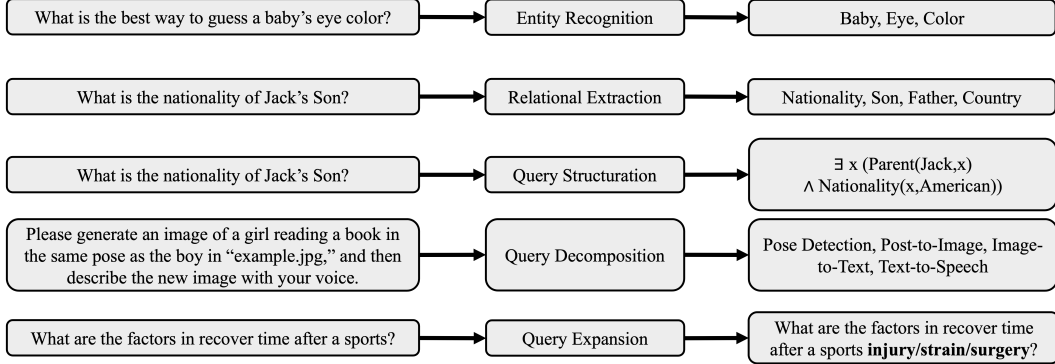 What is the best way to guess a baby's eye color?
Entity Recognition
Baby, Eye, Color
What is the nationality of Jack's Son?
Relational Extraction
Nationality, Son, Father, Country
What is the nationality of Jack's Son?
Query Structuration
∃ x (Parent(Jack,x)
∧ Nationality(x,American))
Please generate an image of a girl reading a book in
the same pose as the boy in “example.jpg,” and then
describe the new image with your voice.
Query Decomposition
Pose Detection, Post-to-Image, Image-
to-Text, Text-to-Speech
What are the factors in recover time after a sports?
Query Expansion
What are the factors in recover time
after a sports injury/strain/surgery?